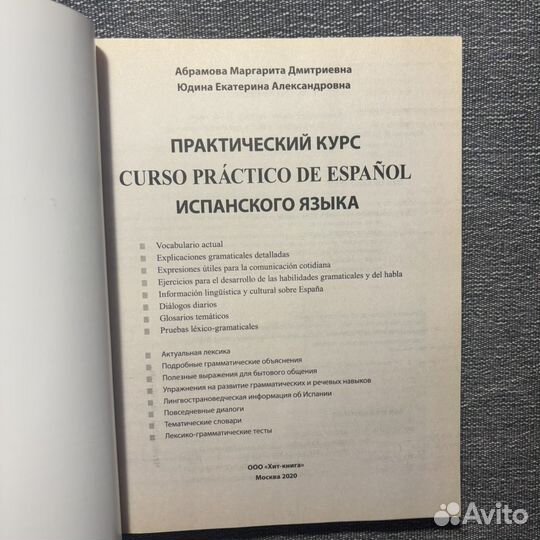 Абрамова Маргарита Дмитриевна
Юдина Екатерина Александровна
ПРАКТИЧЕСКИЙ КУРС
CURSO PRÁCTICO DE ESPAÑOL
ИСПАНСКОГО ЯЗЫКА
Vocabulario actual
Explicaciones gramaticales detalladas
Expresiones útiles para la comunicación cotidiana
Ejercicios para el desarrollo de las habilidades gramaticales y del habla
Información lingüística y cultural sobre España
Diálogos diarios
Glosarios temáticos
Pruebas léxico-gramaticales
Актуальная лексика
Подробные грамматические объяснения
Полезные выражения для бытового общения
Упражнения на развитие грамматических и речевых навыков
Лингвострановедческая информация об Испании
Повседневные диалоги
Тематические словари
Лексико-грамматические тесты
ООО «Хит-книга»
Москва 2020
Avito